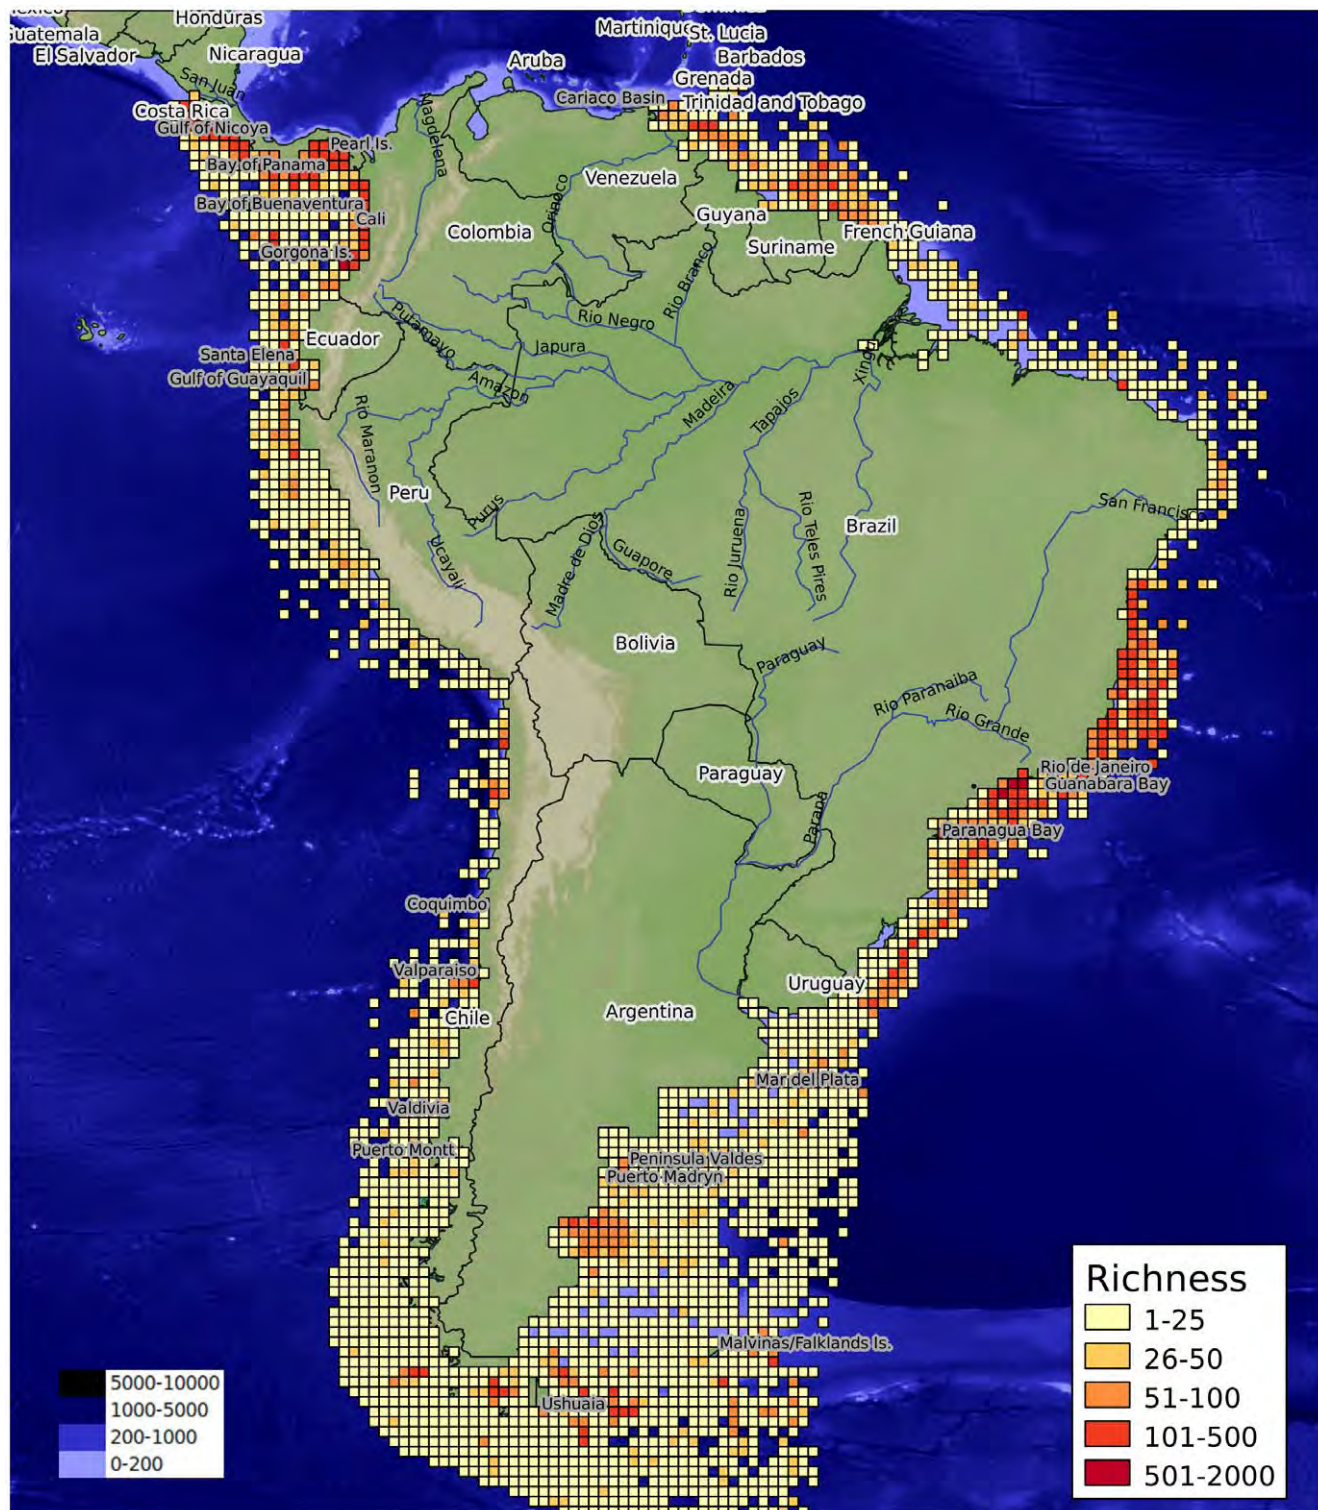 Honduras
Guatemala
El Salvador
Nicaragua
San Juan
Costa Rica
Gulf of Nicoya
Pearl Is.
Bay of Panama
Bay of Buenaventura
Cali
Gorgona Is.
Martinique
St. Lucia
Barbados
Aruba
Grenada
Cariaco Basin
Trinidad and Tobago
Magdelena
Venezuela
Orinoco
Colombia
Guyana
Suriname
French Guiana
Rio Branco
Rio Negro
Putamayo
Japura
Ecuador
Santa Elena
Gulf of Guayaquil
Amazon
Rio Maranon
Madeira
Tapajos
Xingu
Peru
Purus
Ucayali
Madre de Dios
Guapore
Rio Juruena
Rio Teles Pires
Brazil
San Francisco
Bolivia
Paraguay
Rio Paranaiba
Rio Grande
Paraguay
Parana
Rio de Janeiro
Guanabara Bay
Paranagua Bay
Coquimbo
Valparaiso
Chile
Argentina
Uruguay
Mar del Plata
Valdivia
Puerto Montt
Peninsula Valdes
Puerto Madryn
Malvinas/Falklands Is.
Ushuaia
5000-10000
1000-5000
200-1000
0-200
Richness
1-25
26-50
51-100
101-500
501-2000